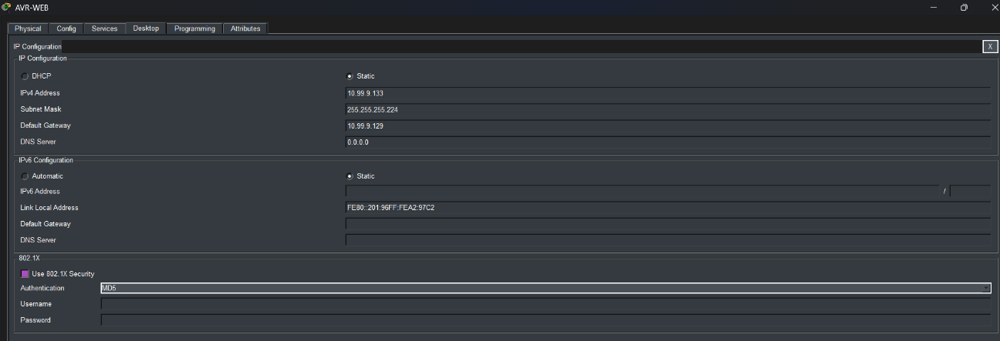 AVR-WEB
Physical Config Services Desktop Programming Attributes
IP Configuration X
IP Configuration
DHCP Static
IPv4 Address 10.99.9.133
Subnet Mask 255.255.255.224
Default Gateway 10.99.9.129
DNS Server 0.0.0.0
IPv6 Configuration
Automatic Static
IPv6 Address /
Link Local Address FE80::201:96FF:FEA2:97C2
Default Gateway
DNS Server
802.1X
Use 802.1X Security
Authentication MD5
Username
Password